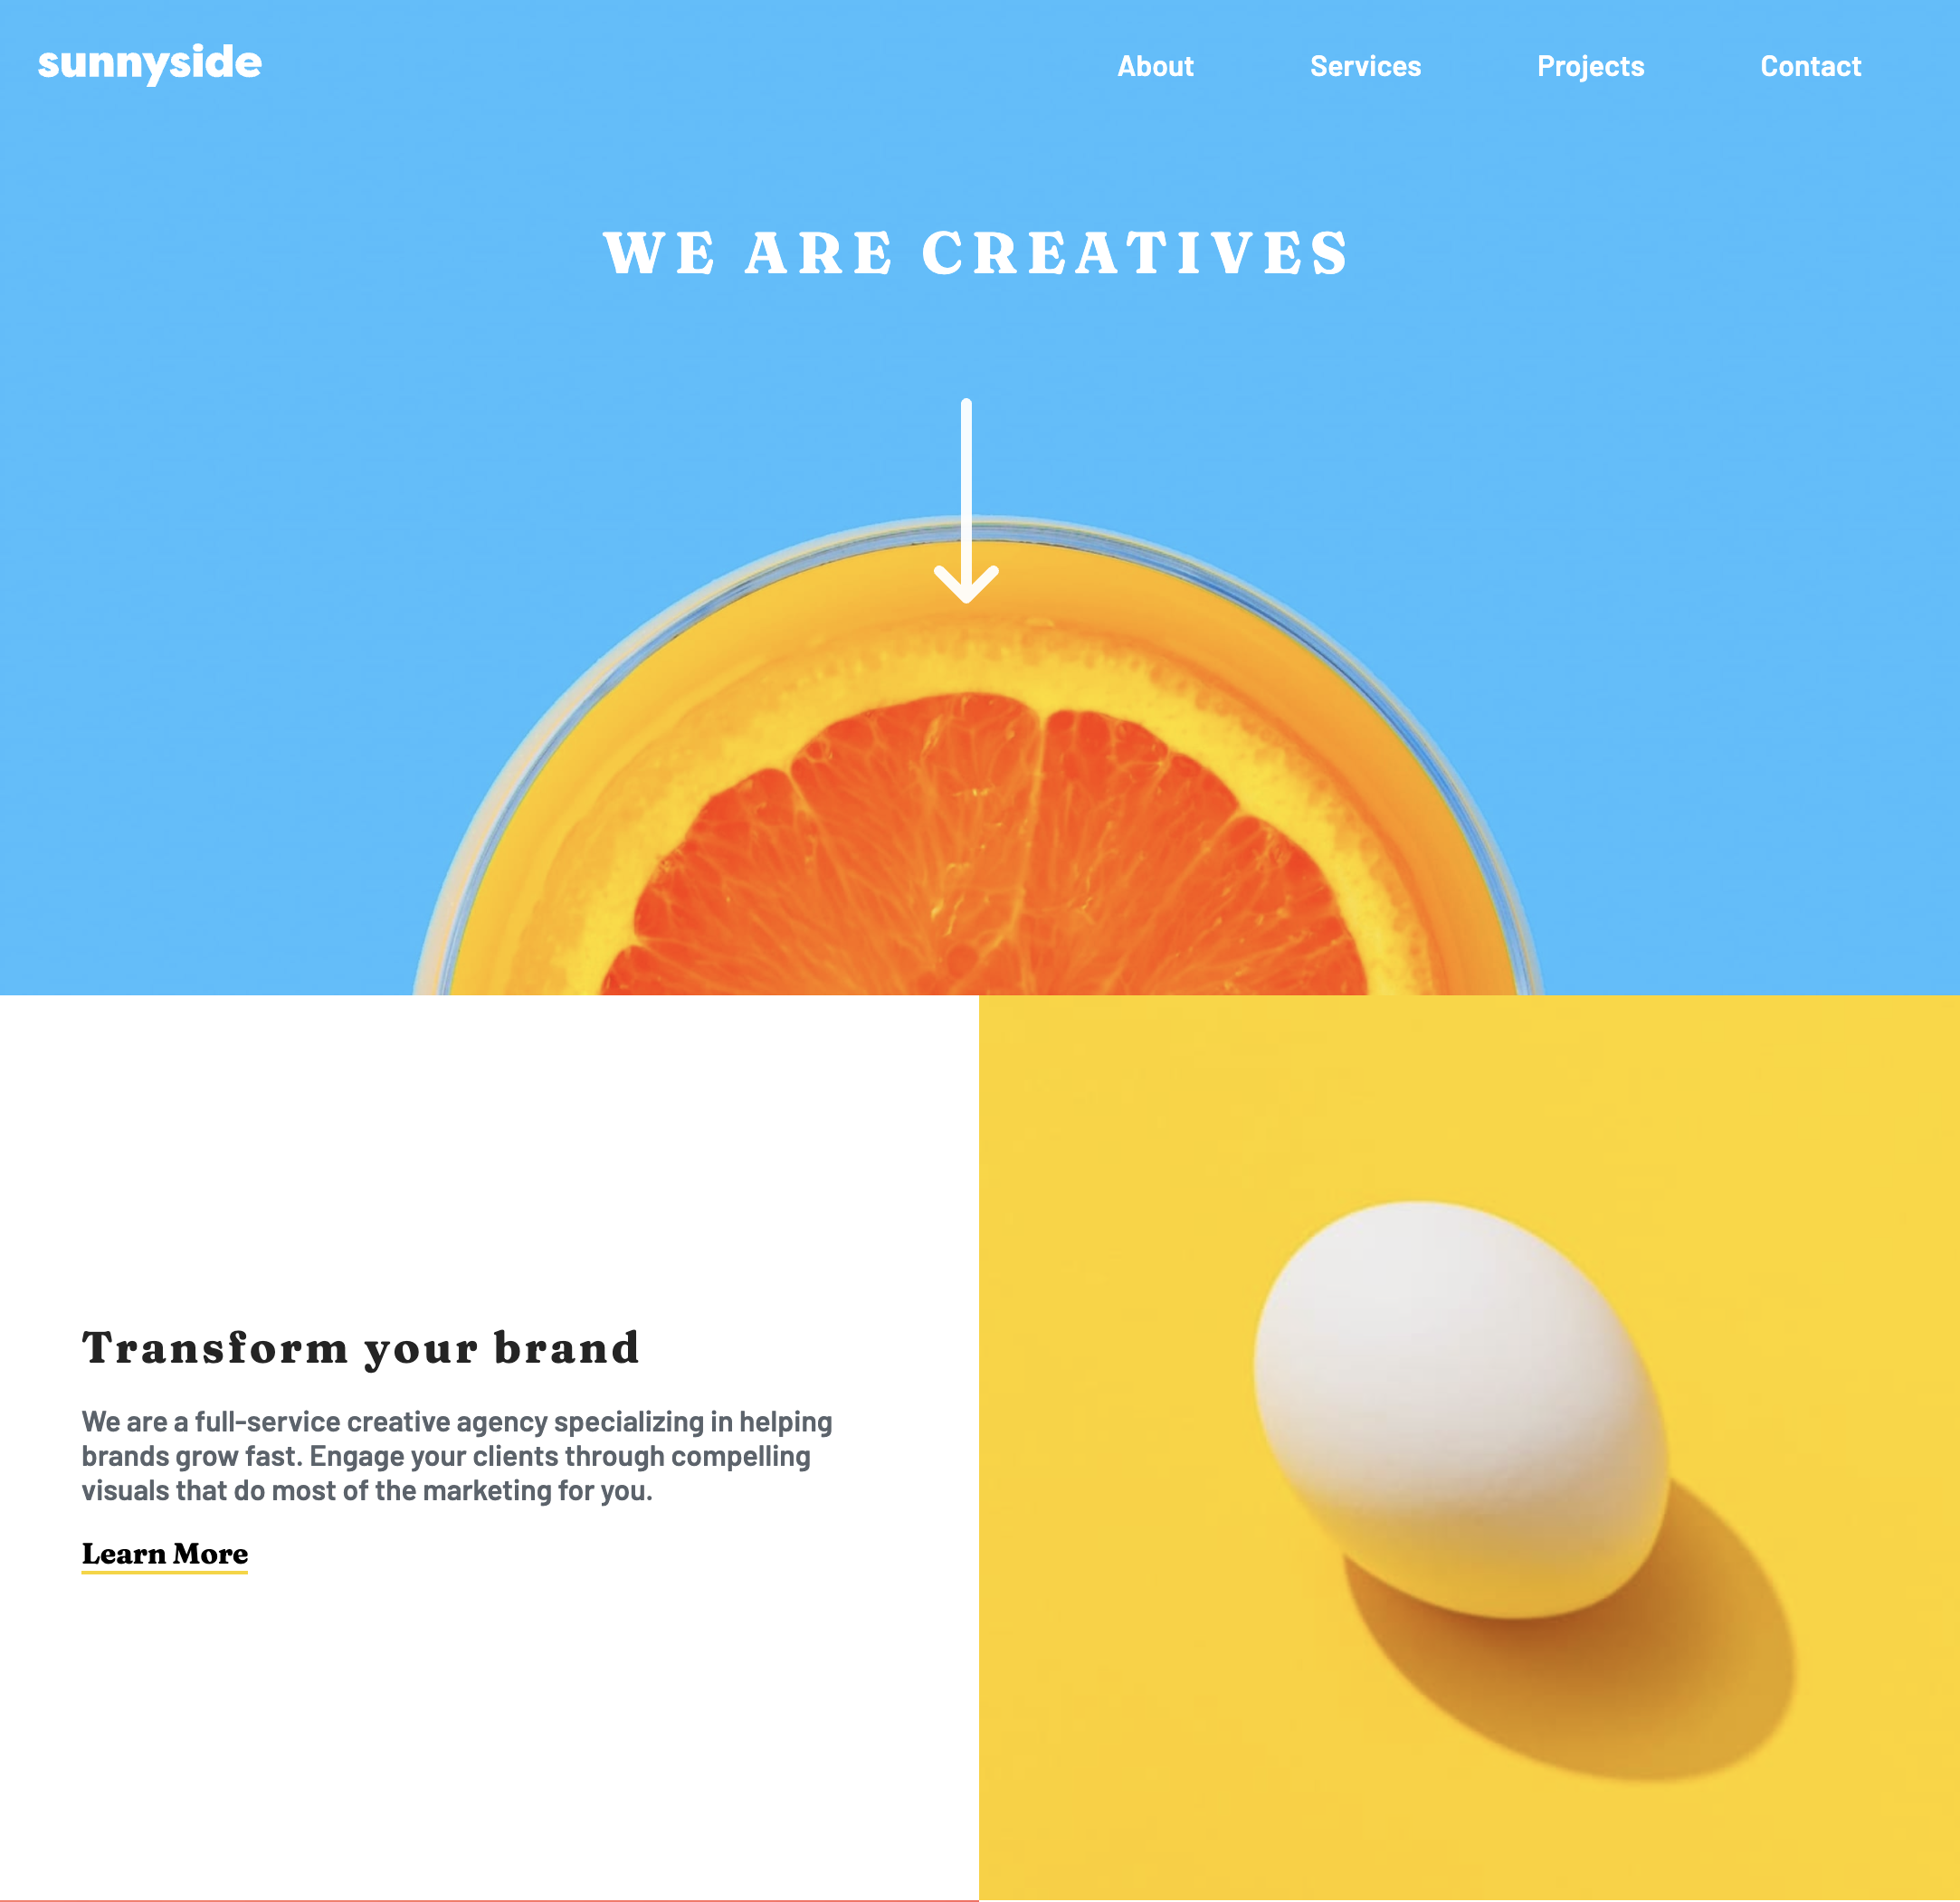 sunnyside
About Services Projects Contact
WE ARE CREATIVES
Transform your brand
We are a full-service creative agency specializing in helping
brands grow fast. Engage your clients through compelling
visuals that do most of the marketing for you.
Learn More